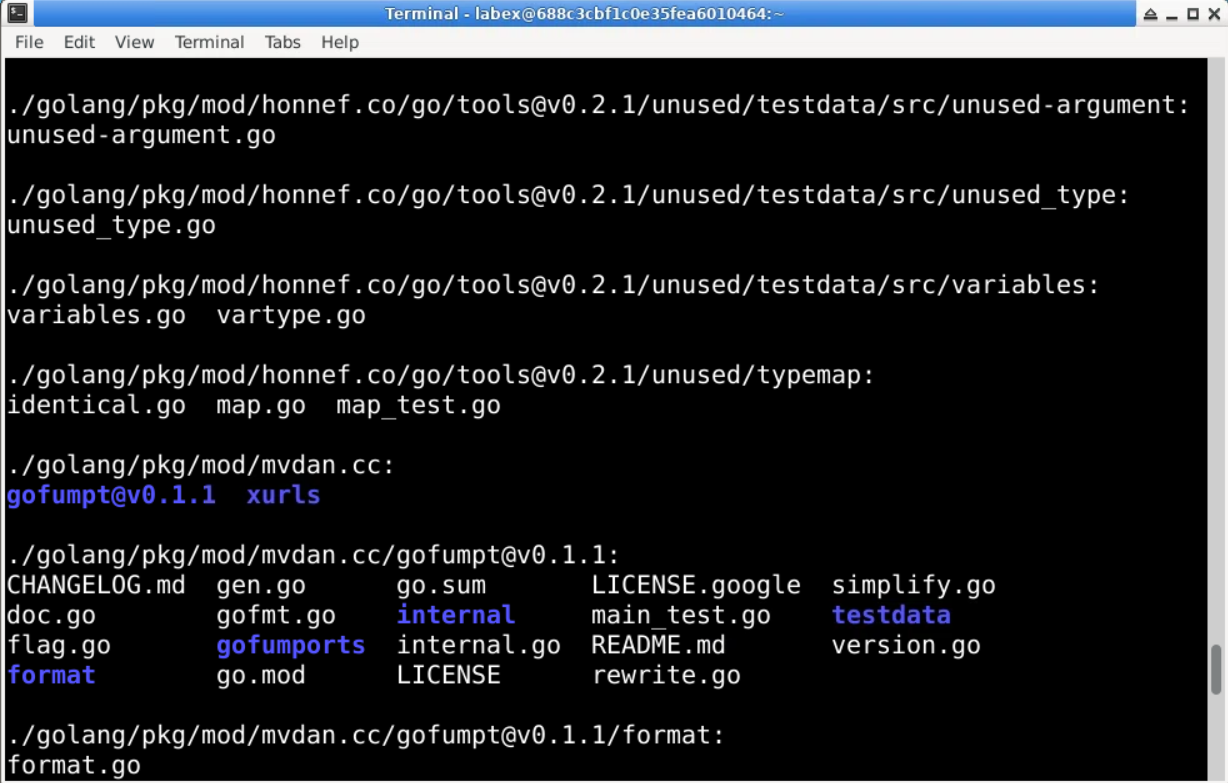 Terminal - labex@688c3cbf1c0e35fea6010464:~
File Edit View Terminal Tabs Help
./golang/pkg/mod/honnef.co/go/tools@v0.2.1/unused/testdata/src/unused-argument:
unused-argument.go
./golang/pkg/mod/honnef.co/go/tools@v0.2.1/unused/testdata/src/unused_type:
unused_type.go
./golang/pkg/mod/honnef.co/go/tools@v0.2.1/unused/testdata/src/variables:
variables.go  vartype.go
./golang/pkg/mod/honnef.co/go/tools@v0.2.1/unused/typemap:
identical.go  map.go  map_test.go
./golang/pkg/mod/mvdan.cc:
gofumpt@v0.1.1  xurls
./golang/pkg/mod/mvdan.cc/gofumpt@v0.1.1:
CHANGELOG.md  gen.go      go.sum       LICENSE.google  simplify.go
doc.go        gofmt.go    internal     main_test.go    testdata
flag.go       gofumports  internal.go  README.md       version.go
format        go.mod      LICENSE      rewrite.go
./golang/pkg/mod/mvdan.cc/gofumpt@v0.1.1/format:
format.go